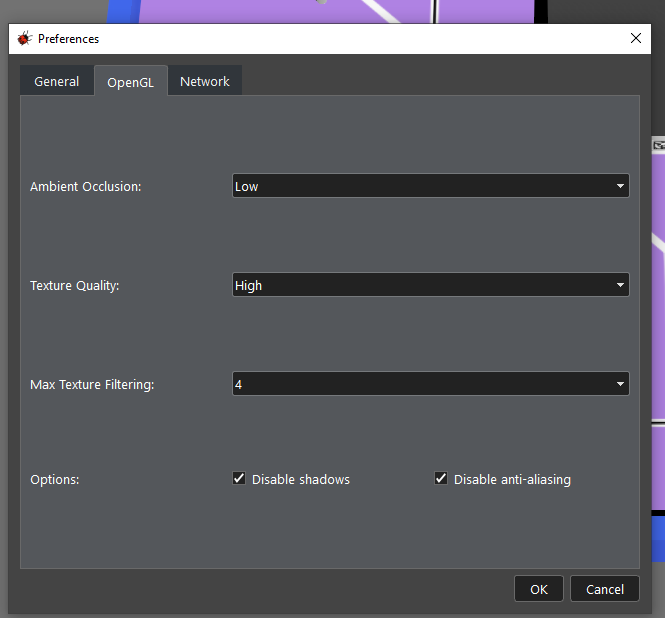 Preferences
General OpenGL Network
Ambient Occlusion: Low
Texture Quality: High
Max Texture Filtering: 4
Options: Disable shadows Disable anti-aliasing
OK Cancel